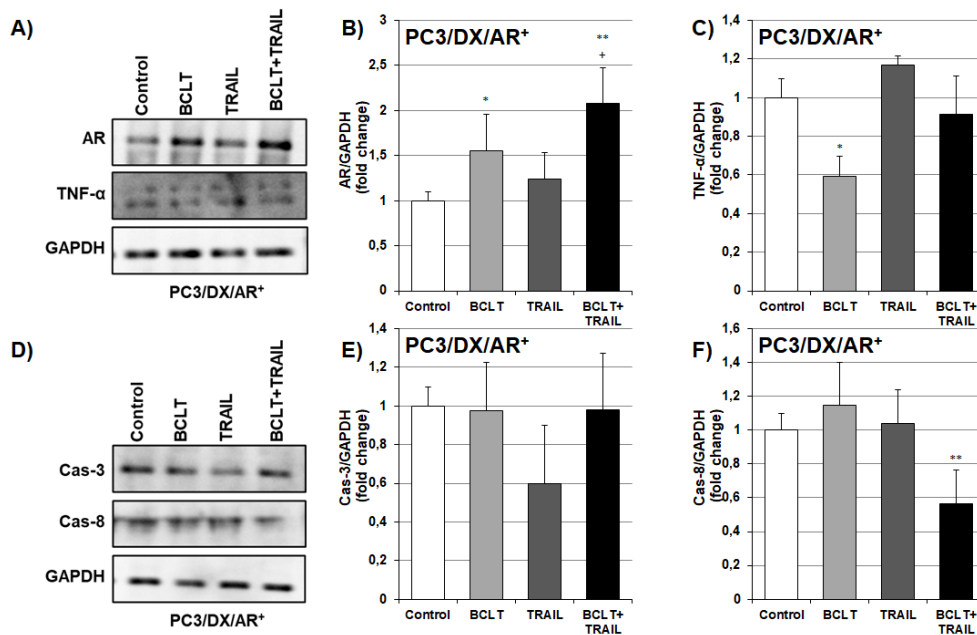 A)
Control
BCLT
TRAIL
BCLT+TRAIL
AR
TNF-α
GAPDH
PC3/DX/AR⁺
B)
PC3/DX/AR⁺
AR/GAPDH
(fold change)
3
2,5
2
1,5
1
0,5
0
*
**
+
Control
BCLT
TRAIL
BCLT+
TRAIL
C)
PC3/DX/AR⁺
TNF-α/GAPDH
(fold change)
1,4
1,2
1
0,8
0,6
0,4
0,2
0
*
Control
BCLT
TRAIL
BCLT+
TRAIL
D)
Control
BCLT
TRAIL
BCLT+TRAIL
Cas-3
Cas-8
GAPDH
PC3/DX/AR⁺
E)
PC3/DX/AR⁺
Cas-3/GAPDH
(fold change)
1,4
1,2
1
0,8
0,6
0,4
0,2
0
Control
BCLT
TRAIL
BCLT+
TRAIL
F)
PC3/DX/AR⁺
Cas-8/GAPDH
(fold change)
1,6
1,4
1,2
1
0,8
0,6
0,4
0,2
0
**
Control
BCLT
TRAIL
BCLT+
TRAIL